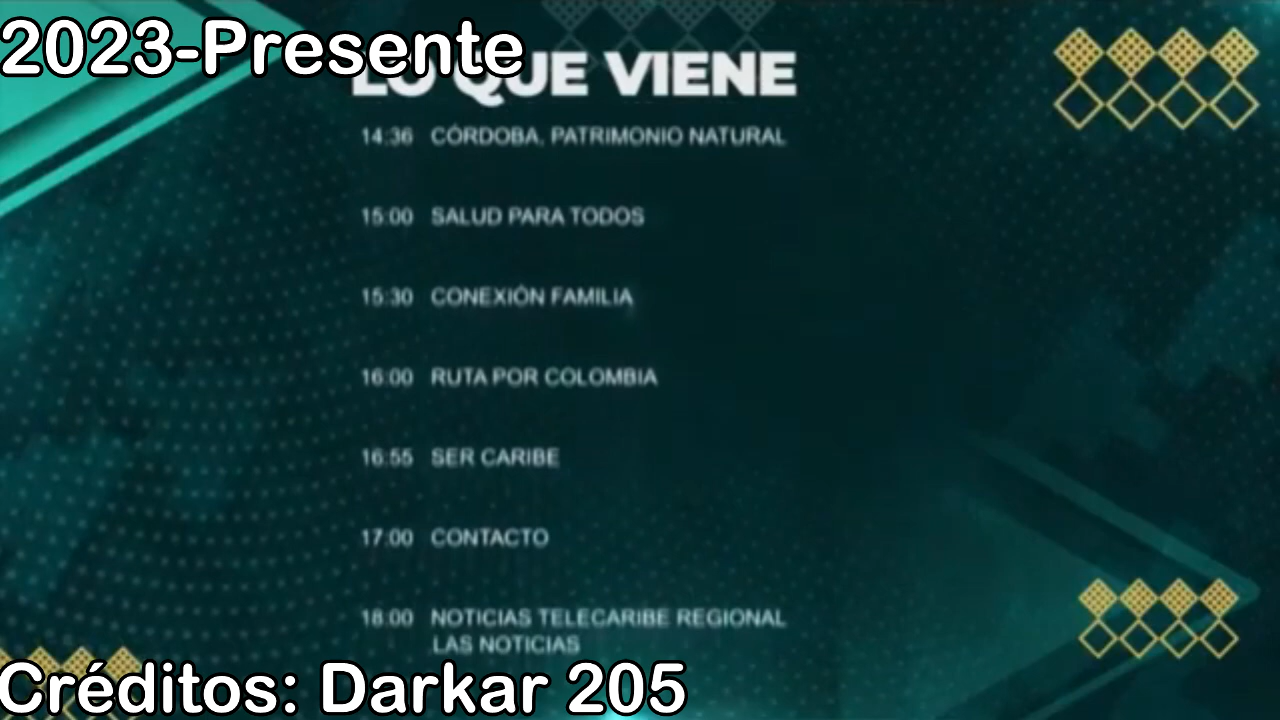 2023-Presente
LO QUE VIENE
14:36 CÓRDOBA, PATRIMONIO NATURAL
15:00 SALUD PARA TODOS
15:30 CONEXIÓN FAMILIA
16:00 RUTA POR COLOMBIA
16:55 SER CARIBE
17:00 CONTACTO
18:00 NOTICIAS TELECARIBE REGIONAL
LAS NOTICIAS
Créditos: Darkar 205